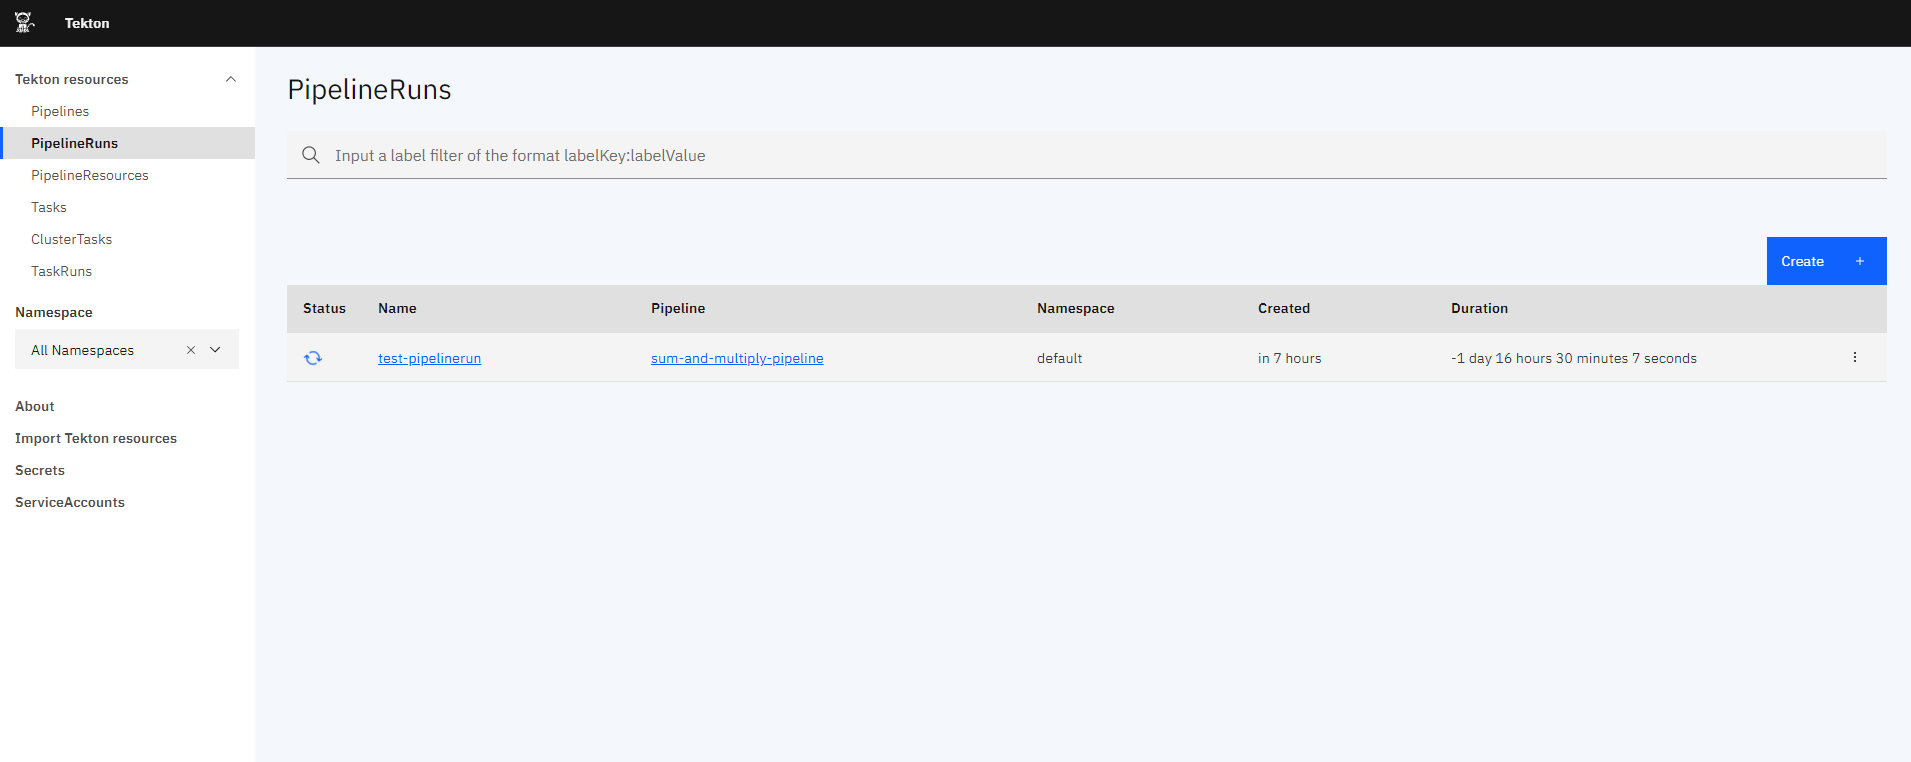 Tekton
Tekton resources
Pipelines
PipelineRuns
PipelineResources
Tasks
ClusterTasks
TaskRuns
Namespace
All Namespaces
About
Import Tekton resources
Secrets
ServiceAccounts
PipelineRuns
Input a label filter of the format labelKey:labelValue
Create +
Status Name Pipeline Namespace Created Duration
test-pipelinerun sum-and-multiply-pipeline default in 7 hours -1 day 16 hours 30 minutes 7 seconds